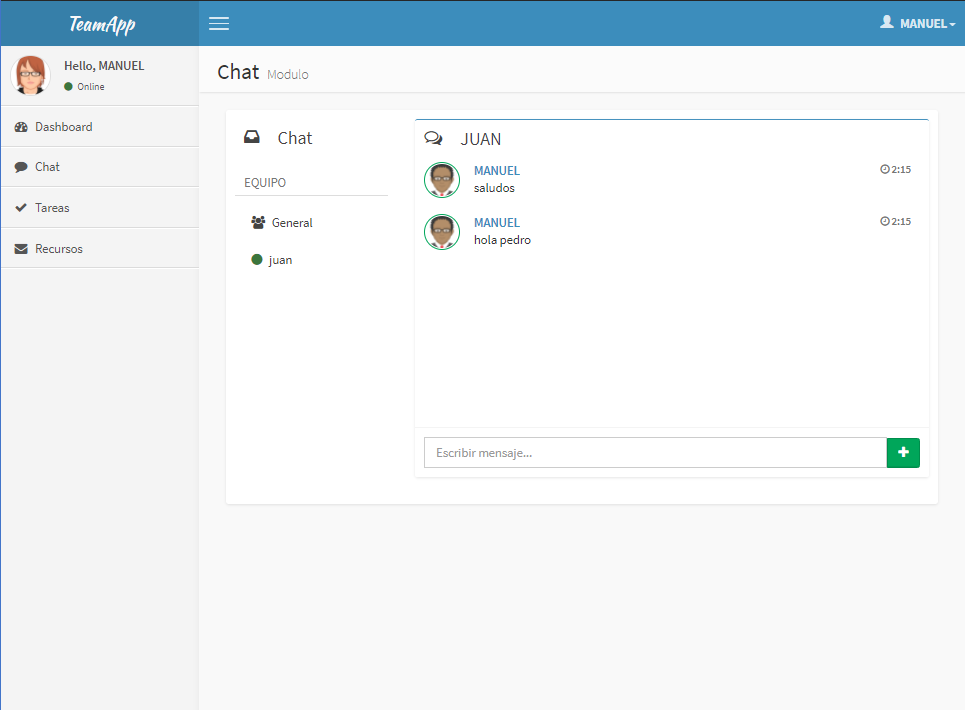 TeamApp
MANUEL
Hello, MANUEL
Online
Dashboard
Chat
Tareas
Recursos
Chat Modulo
Chat
EQUIPO
General
juan
JUAN
MANUEL 2:15
saludos
MANUEL 2:15
hola pedro
Escribir mensaje...